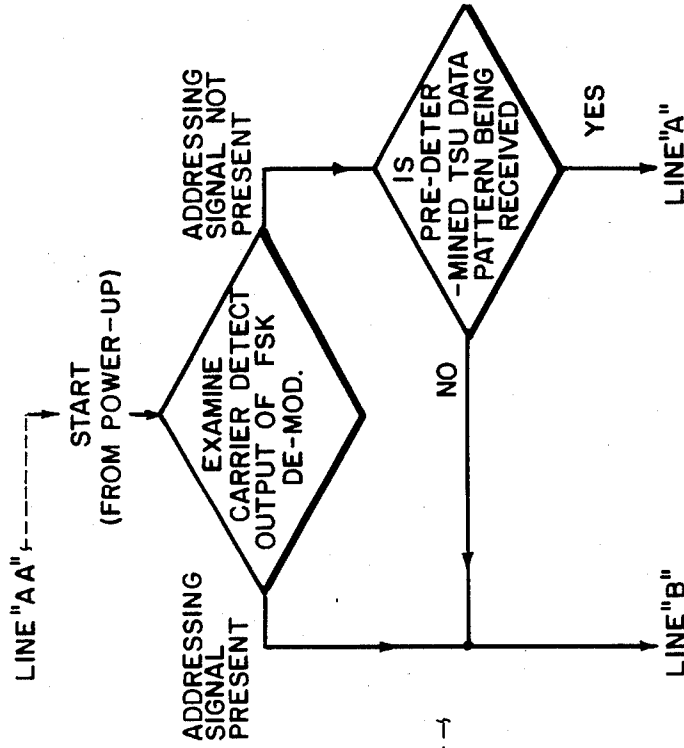 LINE "AA"
START
(FROM POWER-UP)
EXAMINE
CARRIER DETECT
OUTPUT OF FSK
DE-MOD.
ADDRESSING
SIGNAL
PRESENT
ADDRESSING
SIGNAL NOT
PRESENT
IS
PRE-DETER
-MINED TSU DATA
PATTERN BEING
RECEIVED
NO
YES
LINE "B"
LINE "A"